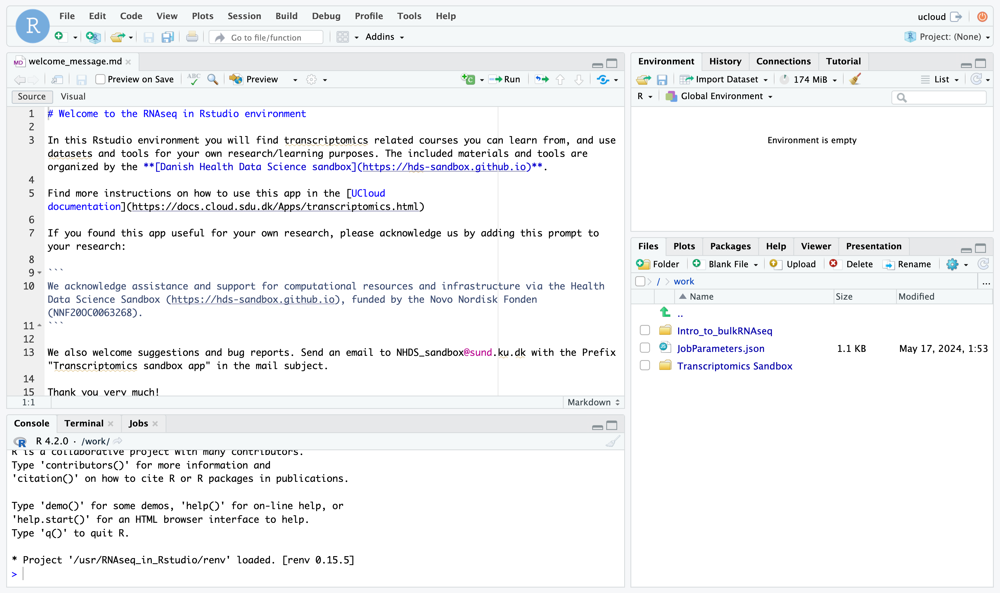 R
File Edit Code View Plots Session Build Debug Profile Tools Help
ucloud
Go to file/function
Addins
Project: (None)
MD welcome_message.md
Preview on Save
ABC
Preview
Run
Source Visual
1 # Welcome to the RNAseq in Rstudio environment
2
3 In this Rstudio environment you will find transcriptomics related courses you can learn from, and use
datasets and tools for your own research/learning purposes. The included materials and tools are
organized by the **[Danish Health Data Science sandbox](https://hds-sandbox.github.io)**.
4
5 Find more instructions on how to use this app in the [UCloud
documentation](https://docs.cloud.sdu.dk/Apps/transcriptomics.html)
6
7 If you found this app useful for your own research, please acknowledge us by adding this prompt to
your research:
8
9 ```
10 We acknowledge assistance and support for computational resources and infrastructure via the Health
Data Science Sandbox (https://hds-sandbox.github.io), funded by the Novo Nordisk Fonden
(NNF20OC0063268).
11 ```
12
13 We also welcome suggestions and bug reports. Send an email to NHDS_sandbox@sund.ku.dk with the Prefix
"Transcriptomics sandbox app" in the mail subject.
14
15 Thank you very much!
1:1
Markdown
Console Terminal Jobs
R R 4.2.0 · /work/
R is a collaborative project with many contributors.
Type 'contributors()' for more information and
'citation()' on how to cite R or R packages in publications.
Type 'demo()' for some demos, 'help()' for on-line help, or
'help.start()' for an HTML browser interface to help.
Type 'q()' to quit R.
* Project '/usr/RNAseq_in_Rstudio/renv' loaded. [renv 0.15.5]
>
Environment History Connections Tutorial
Import Dataset 174 MiB List
R Global Environment
Environment is empty
Files Plots Packages Help Viewer Presentation
Folder Blank File Upload Delete Rename
/ work ...
Name Size Modified
..
Intro_to_bulkRNAseq
JobParameters.json 1.1 KB May 17, 2024, 1:53
Transcriptomics Sandbox